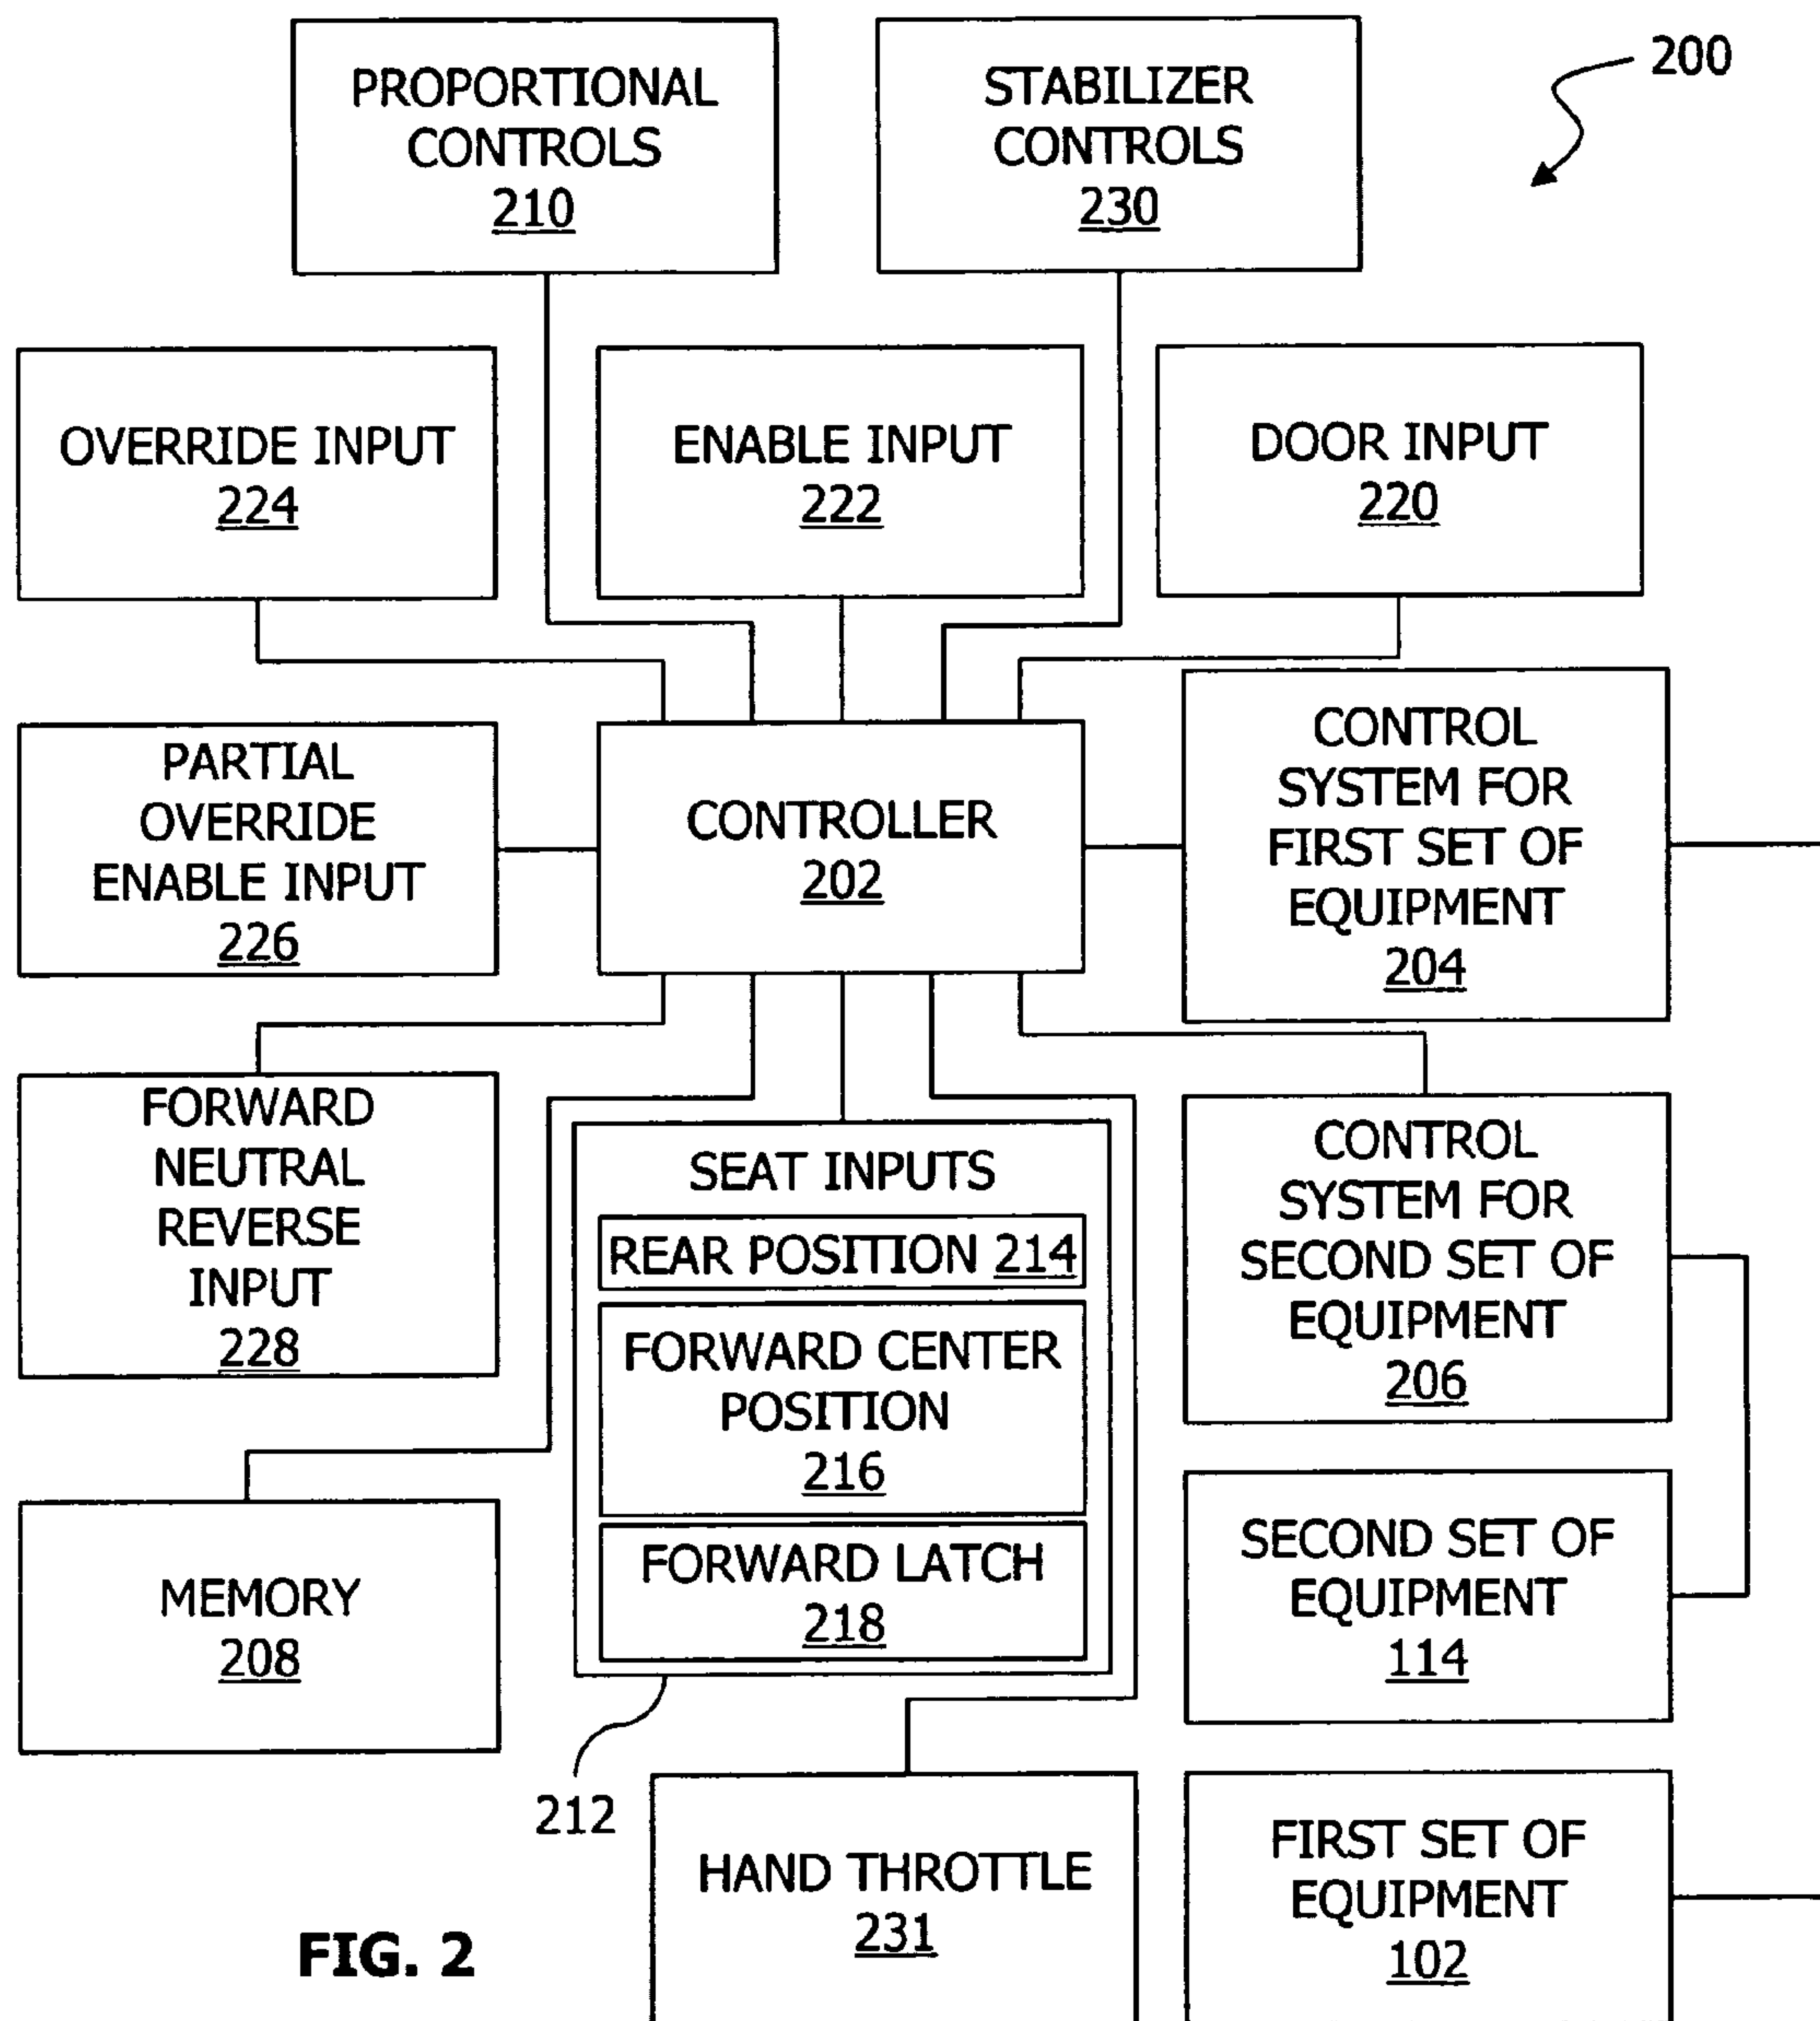 PROPORTIONAL
CONTROLS
210
STABILIZER
CONTROLS
230
200
OVERRIDE INPUT
224
ENABLE INPUT
222
DOOR INPUT
220
PARTIAL
OVERRIDE
ENABLE INPUT
226
CONTROLLER
202
CONTROL
SYSTEM FOR
FIRST SET OF
EQUIPMENT
204
FORWARD
NEUTRAL
REVERSE
INPUT
228
SEAT INPUTS
REAR POSITION 214
FORWARD CENTER
POSITION
216
FORWARD LATCH
218
212
CONTROL
SYSTEM FOR
SECOND SET OF
EQUIPMENT
206
MEMORY
208
SECOND SET OF
EQUIPMENT
114
HAND THROTTLE
231
FIRST SET OF
EQUIPMENT
102
FIG. 2